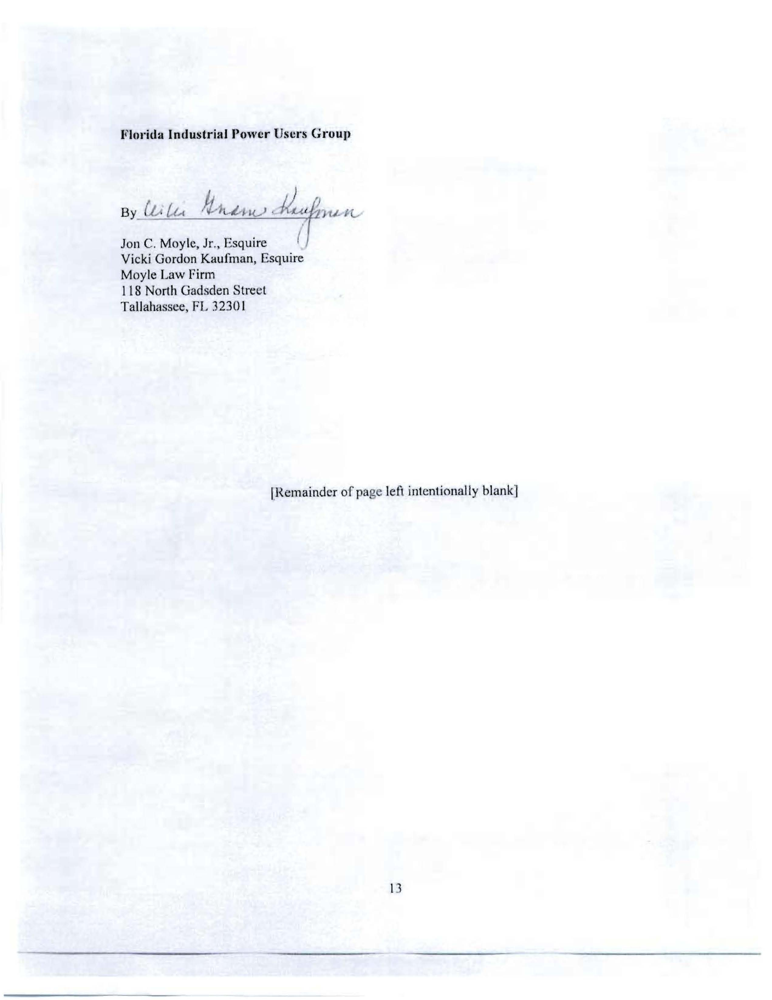 Florida Industrial Power Users Group
By Vicki Gordon Kaufman
Jon C. Moyle, Jr., Esquire
Vicki Gordon Kaufman, Esquire
Moyle Law Firm
118 North Gadsden Street
Tallahassee, FL 32301
[Remainder of page left intentionally blank]
13